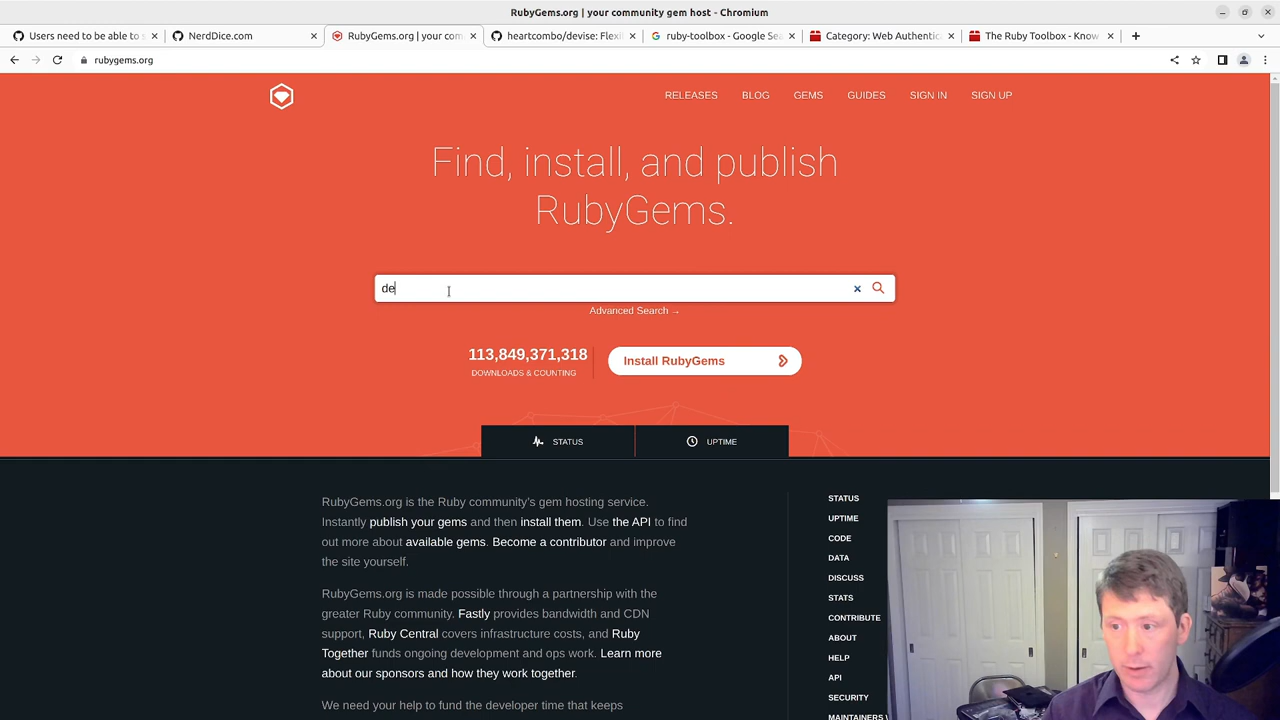 RubyGems.org | your community gem host - Chromium
Users need to be able to s
NerdDice.com
RubyGems.org | your com
heartcombo/devise: Flexi
ruby-toolbox - Google Sea
Category: Web Authentic
The Ruby Toolbox - Know
rubygems.org
RELEASES BLOG GEMS GUIDES SIGN IN SIGN UP
Find, install, and publish
RubyGems.
de
Advanced Search →
113,849,371,318
DOWNLOADS & COUNTING
Install RubyGems
STATUS
UPTIME
RubyGems.org is the Ruby community's gem hosting service.
Instantly publish your gems and then install them. Use the API to find
out more about available gems. Become a contributor and improve
the site yourself.
RubyGems.org is made possible through a partnership with the
greater Ruby community. Fastly provides bandwidth and CDN
support, Ruby Central covers infrastructure costs, and Ruby
Together funds ongoing development and ops work. Learn more
about our sponsors and how they work together.
We need your help to fund the developer time that keeps
STATUS
UPTIME
CODE
DATA
DISCUSS
STATS
CONTRIBUTE
ABOUT
HELP
API
SECURITY
MAINTAINERS